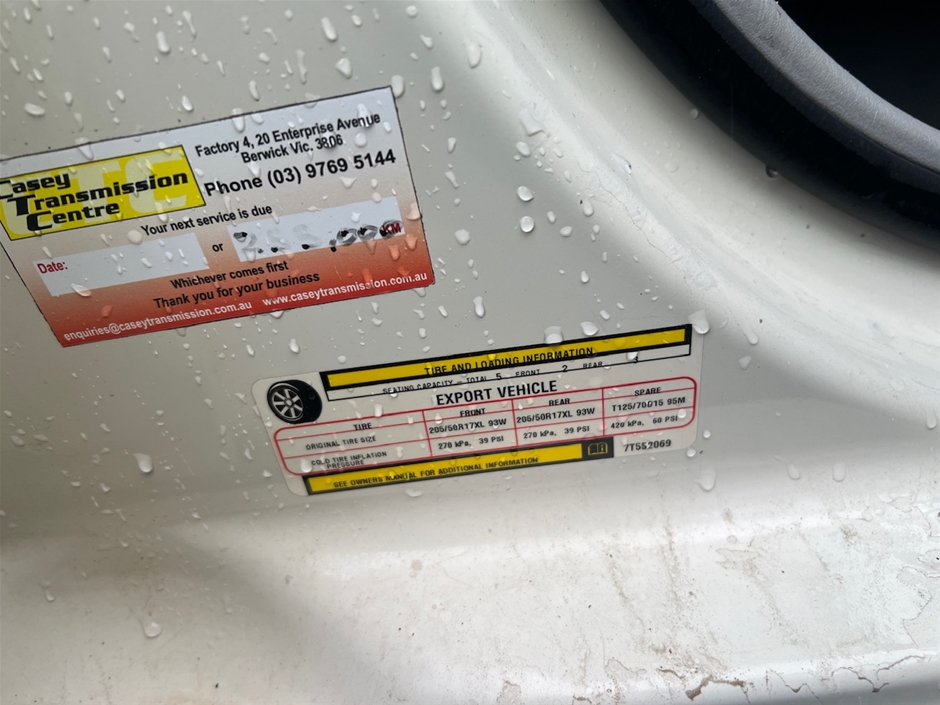 Casey
Transmission
Centre
Factory 4, 20 Enterprise Avenue
Berwick Vic. 3806
Phone (03) 9769 5144
Your next service is due
Date: or ,000 KM
Whichever comes first
Thank you for your business
enquiries@caseytransmission.com.au www.caseytransmission.com.au
TIRE AND LOADING INFORMATION
SEATING CAPACITY - TOTAL 5 FRONT 2 REAR
EXPORT VEHICLE
TIRE FRONT REAR SPARE
ORIGINAL TIRE SIZE 205/50R17XL 93W 205/50R17XL 93W T125/70D15 95M
COLD TIRE INFLATION PRESSURE 270 kPa, 39 PSI 270 kPa, 39 PSI 420 kPa, 60 PSI
SEE OWNERS MANUAL FOR ADDITIONAL INFORMATION 7T552069